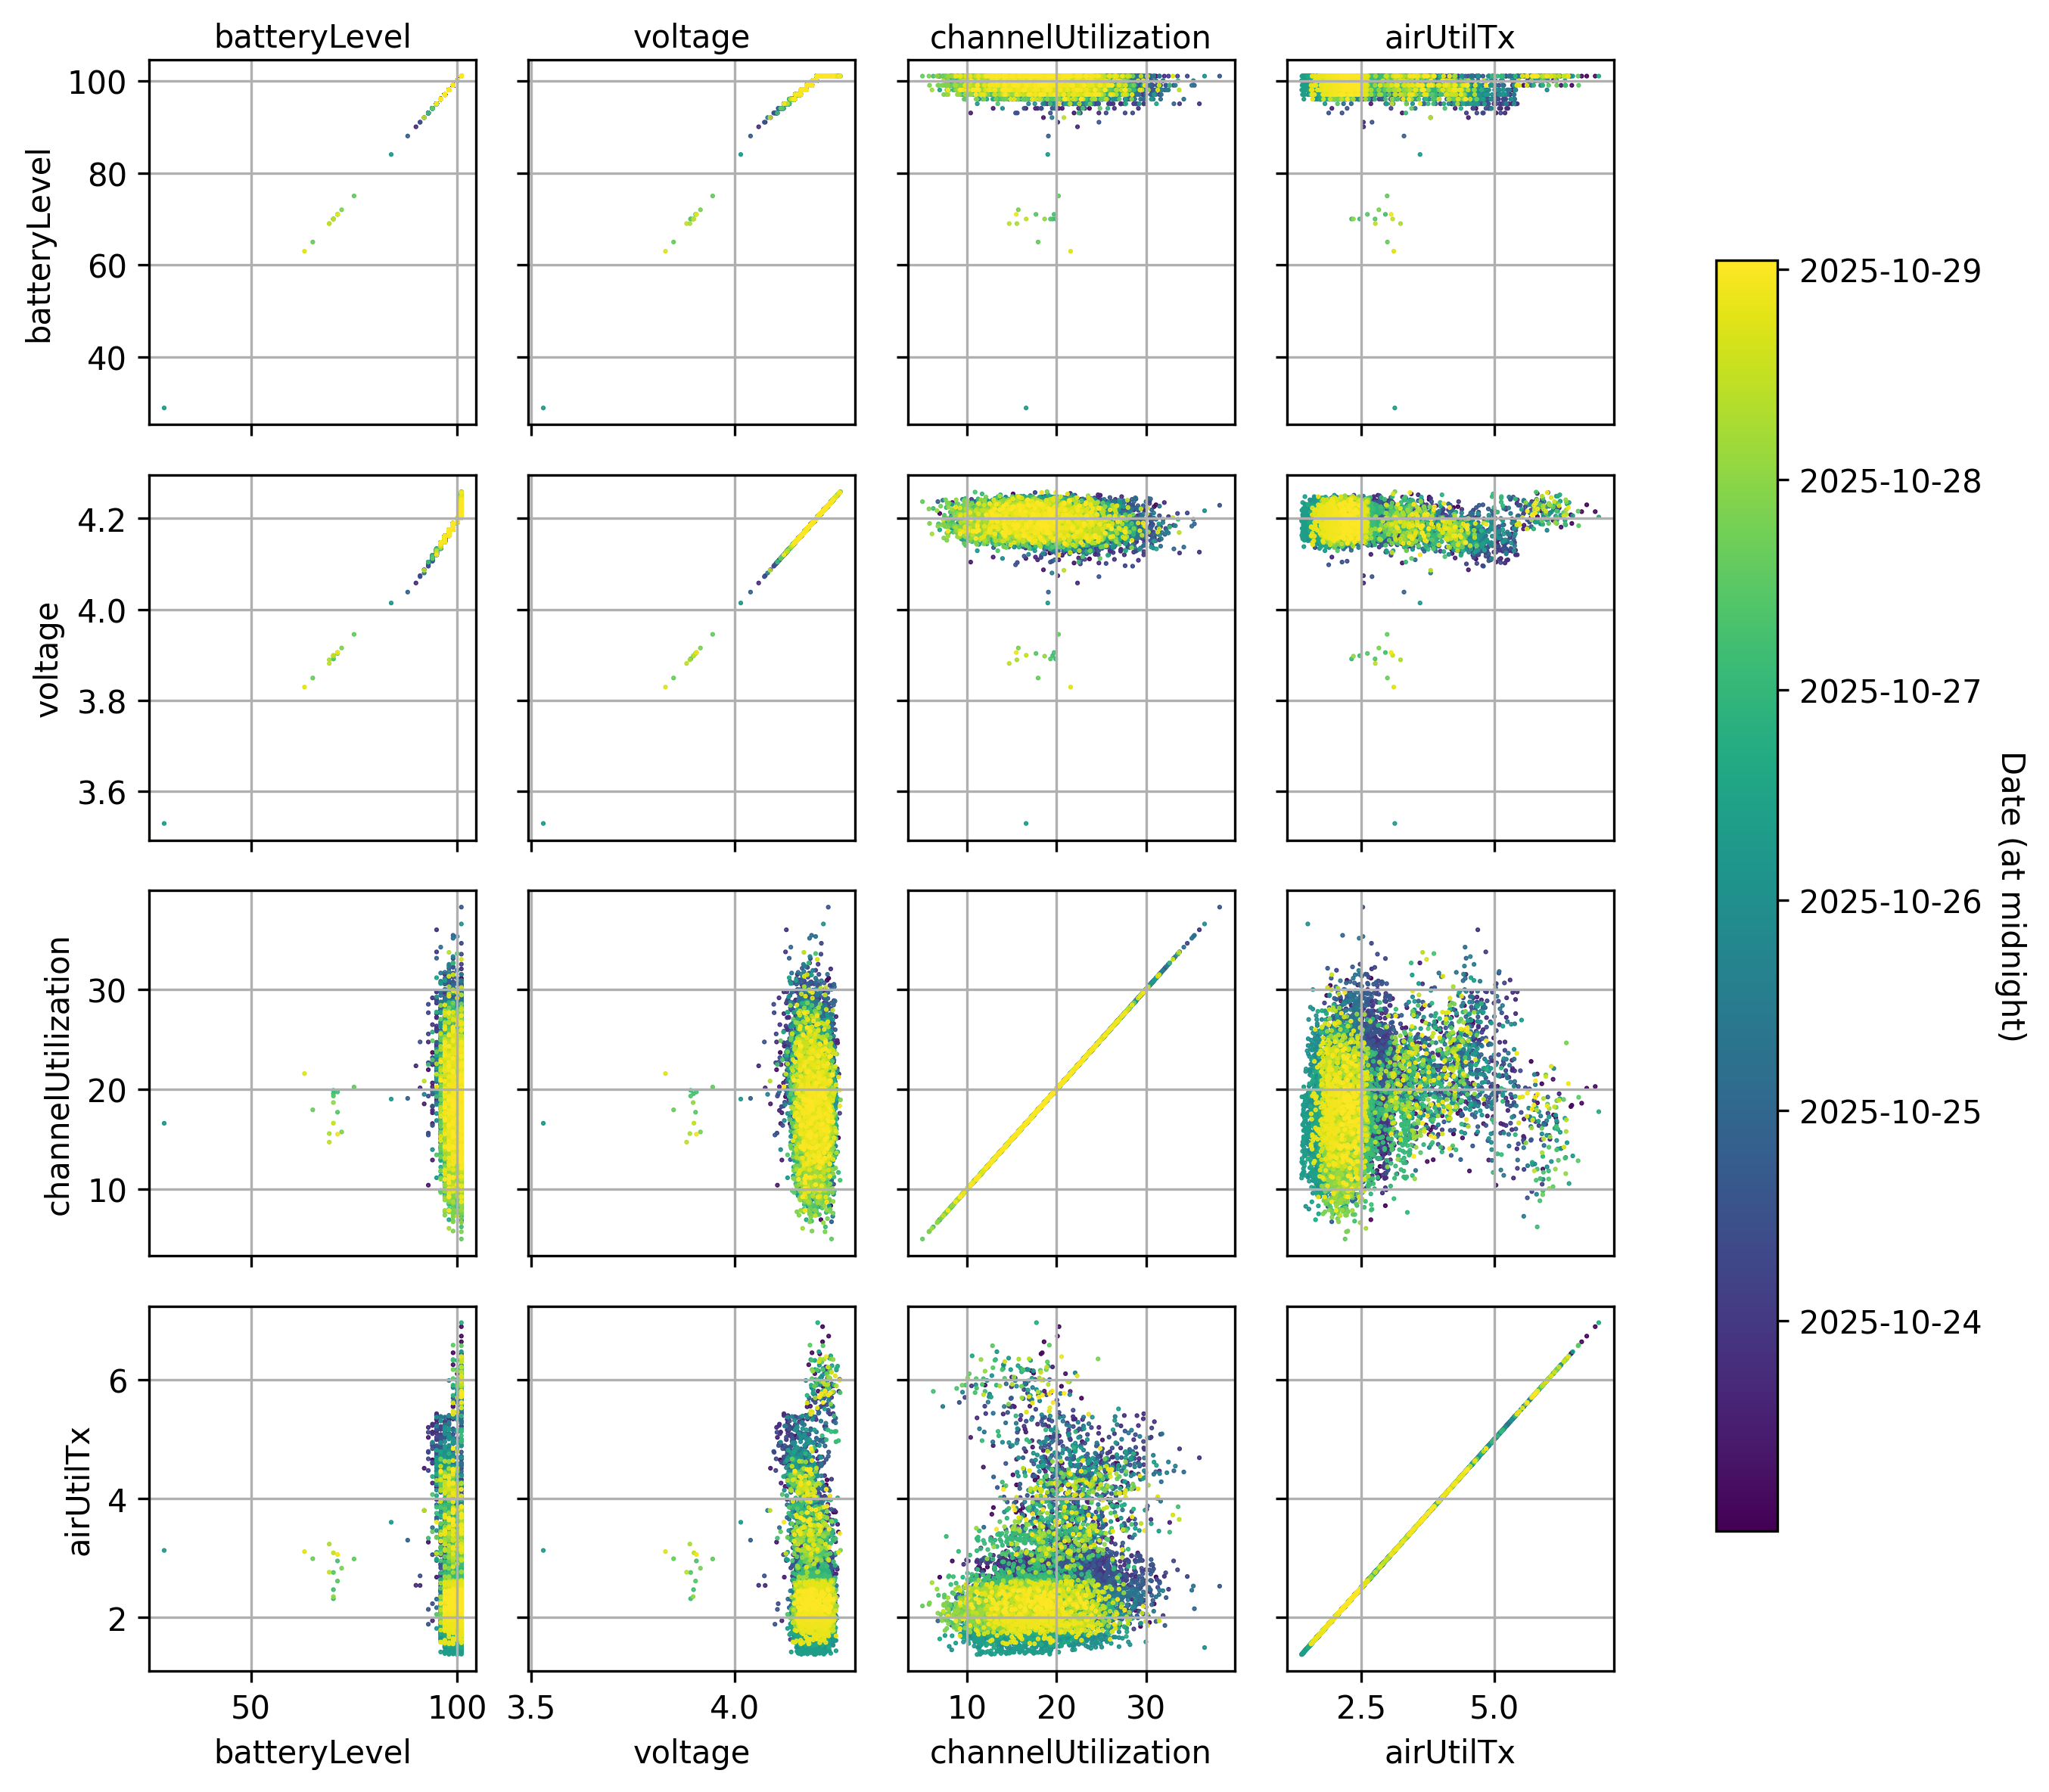 batteryLevel voltage channelUtilization airUtilTx
batteryLevel
100
80
60
40
voltage
4.2
4.0
3.8
3.6
channelUtilization
30
20
10
airUtilTx
6
4
2
50 100 3.5 4.0 10 20 30 2.5 5.0
batteryLevel voltage channelUtilization airUtilTx
2025-10-29
2025-10-28
2025-10-27
2025-10-26
2025-10-25
2025-10-24
Date (at midnight)